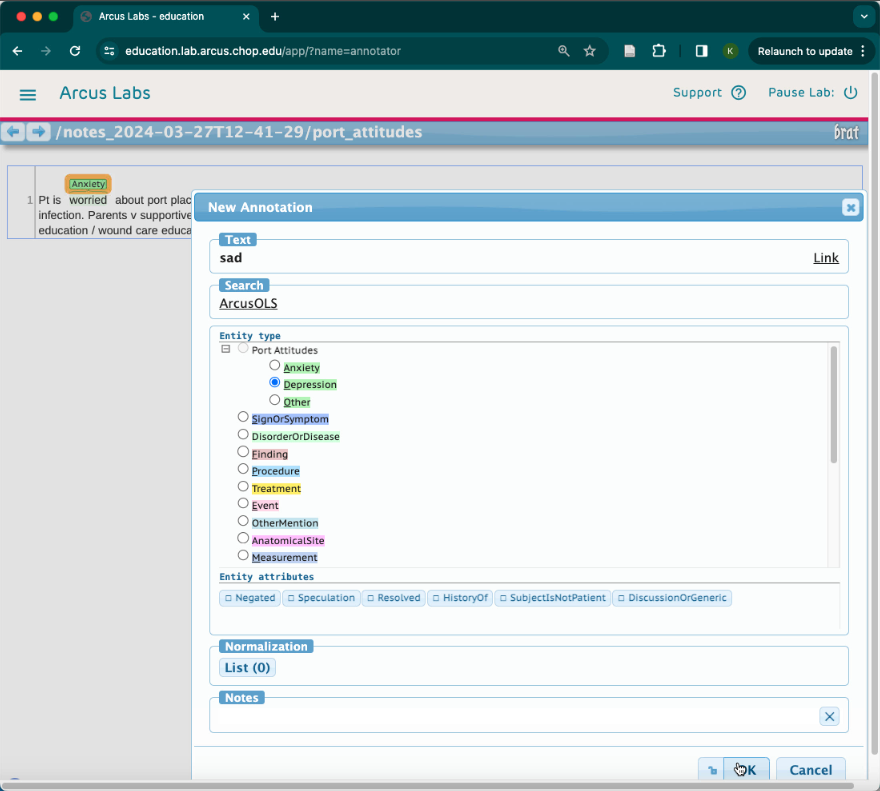 Arcus Labs - education
education.lab.arcus.chop.edu/app/?name=annotator
K
Relaunch to update
Arcus Labs
Support
Pause Lab:
/notes_2024-03-27T12-41-29/port_attitudes
brat
Anxiety
1 Pt is worried about port plac
infection. Parents v supportive
education / wound care educa
New Annotation
Text
sad
Link
Search
ArcusOLS
Entity type
Port Attitudes
Anxiety
Depression
Other
SignOrSymptom
DisorderOrDisease
Finding
Procedure
Treatment
Event
OtherMention
AnatomicalSite
Measurement
Entity attributes
Negated Speculation Resolved HistoryOf SubjectIsNotPatient DiscussionOrGeneric
Normalization
List (0)
Notes
OK
Cancel